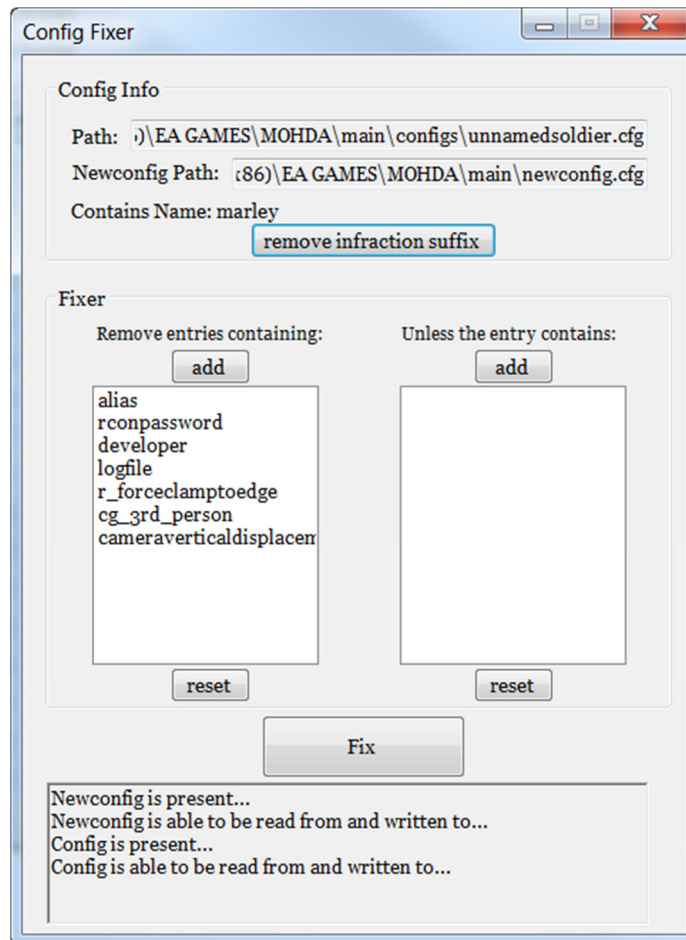 Config Fixer
Config Info
Path: 5)\EA GAMES\MOHDA\main\configs\unnamedsoldier.cfg
Newconfig Path: x86)\EA GAMES\MOHDA\main\newconfig.cfg
Contains Name: marley
remove infraction suffix
Fixer
Remove entries containing:
Unless the entry contains:
add
add
alias
rconpassword
developer
logfile
r_forceclamptoedge
cg_3rd_person
cameraverticaldisplacem
reset
reset
Fix
Newconfig is present...
Newconfig is able to be read from and written to...
Config is present...
Config is able to be read from and written to...